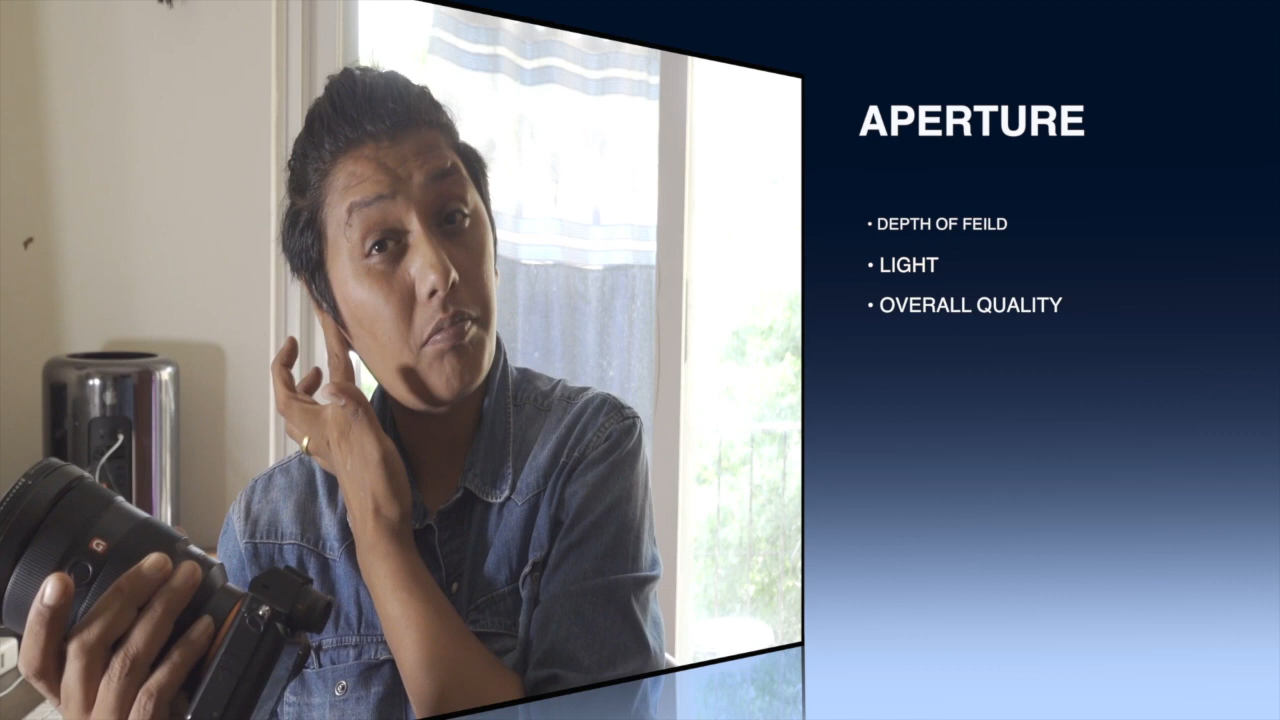 APERTURE
• DEPTH OF FEILD
• LIGHT
• OVERALL QUALITY
G